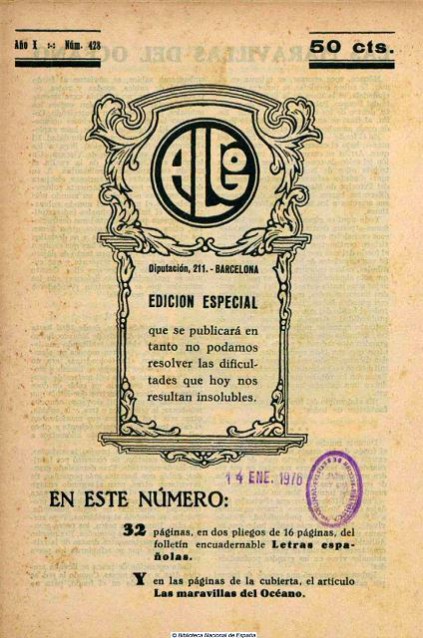 Año X :-: Núm. 428
50 cts.
ALGO
Diputación, 211. - BARCELONA
EDICION ESPECIAL
que se publicará en
tanto no podamos
resolver las dificul-
tades que hoy nos
resultan insolubles.
14 ENE. 1976
EN ESTE NÚMERO:
32 páginas, en dos pliegos de 16 páginas, del
folletín encuadernable Letras espa-
ñolas.
Y en las páginas de la cubierta, el artículo
Las maravillas del Océano.
© Biblioteca Nacional de España